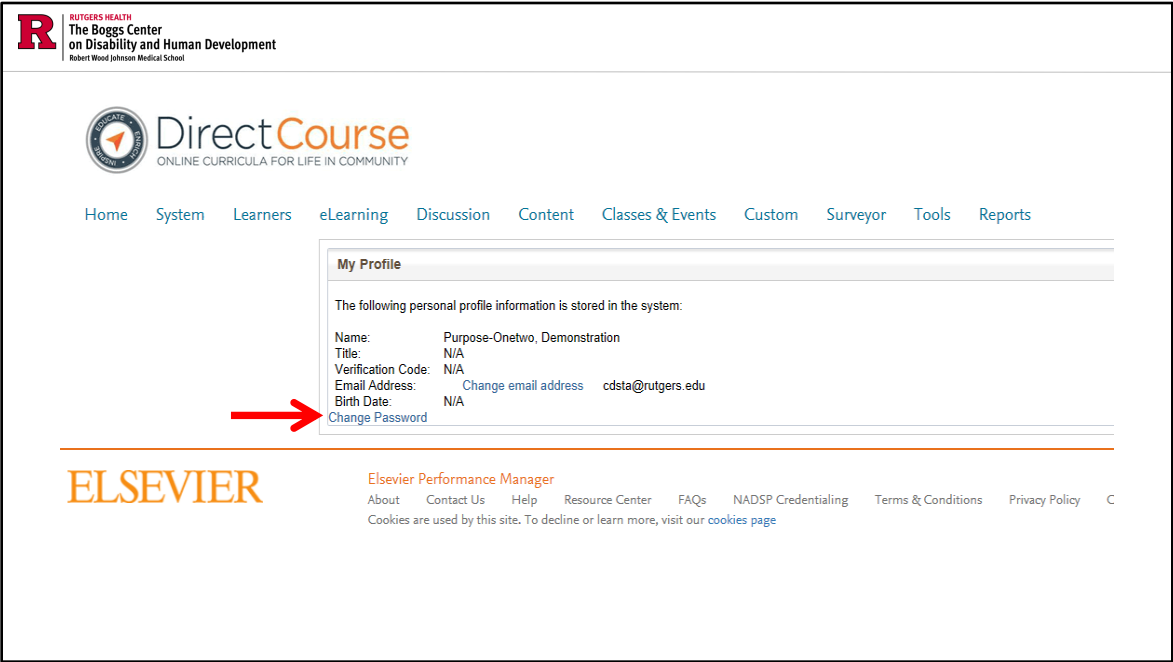 R
RUTGERS HEALTH
The Boggs Center
on Disability and Human Development
Robert Wood Johnson Medical School
EDUCATE ENRICH INSPIRE
DirectCourse
ONLINE CURRICULA FOR LIFE IN COMMUNITY
Home System Learners eLearning Discussion Content Classes & Events Custom Surveyor Tools Reports
My Profile
The following personal profile information is stored in the system:
Name: Purpose-Onetwo, Demonstration
Title: N/A
Verification Code: N/A
Email Address: Change email address cdsta@rutgers.edu
Birth Date: N/A
Change Password
ELSEVIER
Elsevier Performance Manager
About Contact Us Help Resource Center FAQs NADSP Credentialing Terms & Conditions Privacy Policy C
Cookies are used by this site. To decline or learn more, visit our cookies page